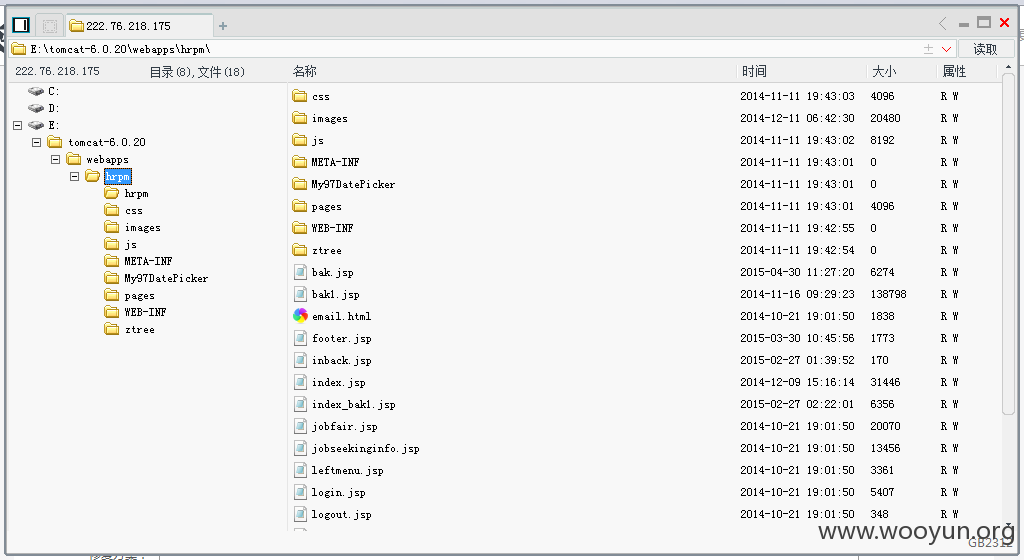 222.76.218.175
E:\tomcat-6.0.20\webapps\hrpm\
读取
222.76.218.175 目录(8),文件(18)
名称 时间 大小 属性
C:
D:
E:
tomcat-6.0.20
webapps
hrpm
hrpm
css
images
js
META-INF
My97DatePicker
pages
WEB-INF
ztree
css 2014-11-11 19:43:03 4096 R W
images 2014-12-11 06:42:30 20480 R W
js 2014-11-11 19:43:02 8192 R W
META-INF 2014-11-11 19:43:01 0 R W
My97DatePicker 2014-11-11 19:43:01 0 R W
pages 2014-11-11 19:43:01 4096 R W
WEB-INF 2014-11-11 19:42:55 0 R W
ztree 2014-11-11 19:42:54 0 R W
bak.jsp 2015-04-30 11:27:20 6274 R W
bak1.jsp 2014-11-16 09:29:23 138798 R W
email.html 2014-10-21 19:01:50 1838 R W
footer.jsp 2015-03-30 10:45:56 1773 R W
inback.jsp 2015-02-27 01:39:52 170 R W
index.jsp 2014-12-09 15:16:14 31446 R W
index_bak1.jsp 2015-02-27 02:22:01 6356 R W
jobfair.jsp 2014-10-21 19:01:50 20070 R W
jobseekinginfo.jsp 2014-10-21 19:01:50 13456 R W
leftmenu.jsp 2014-10-21 19:01:50 3361 R W
login.jsp 2014-10-21 19:01:50 5407 R W
logout.jsp 2014-10-21 19:01:50 348 R W
www.wooyun.org
GB2312